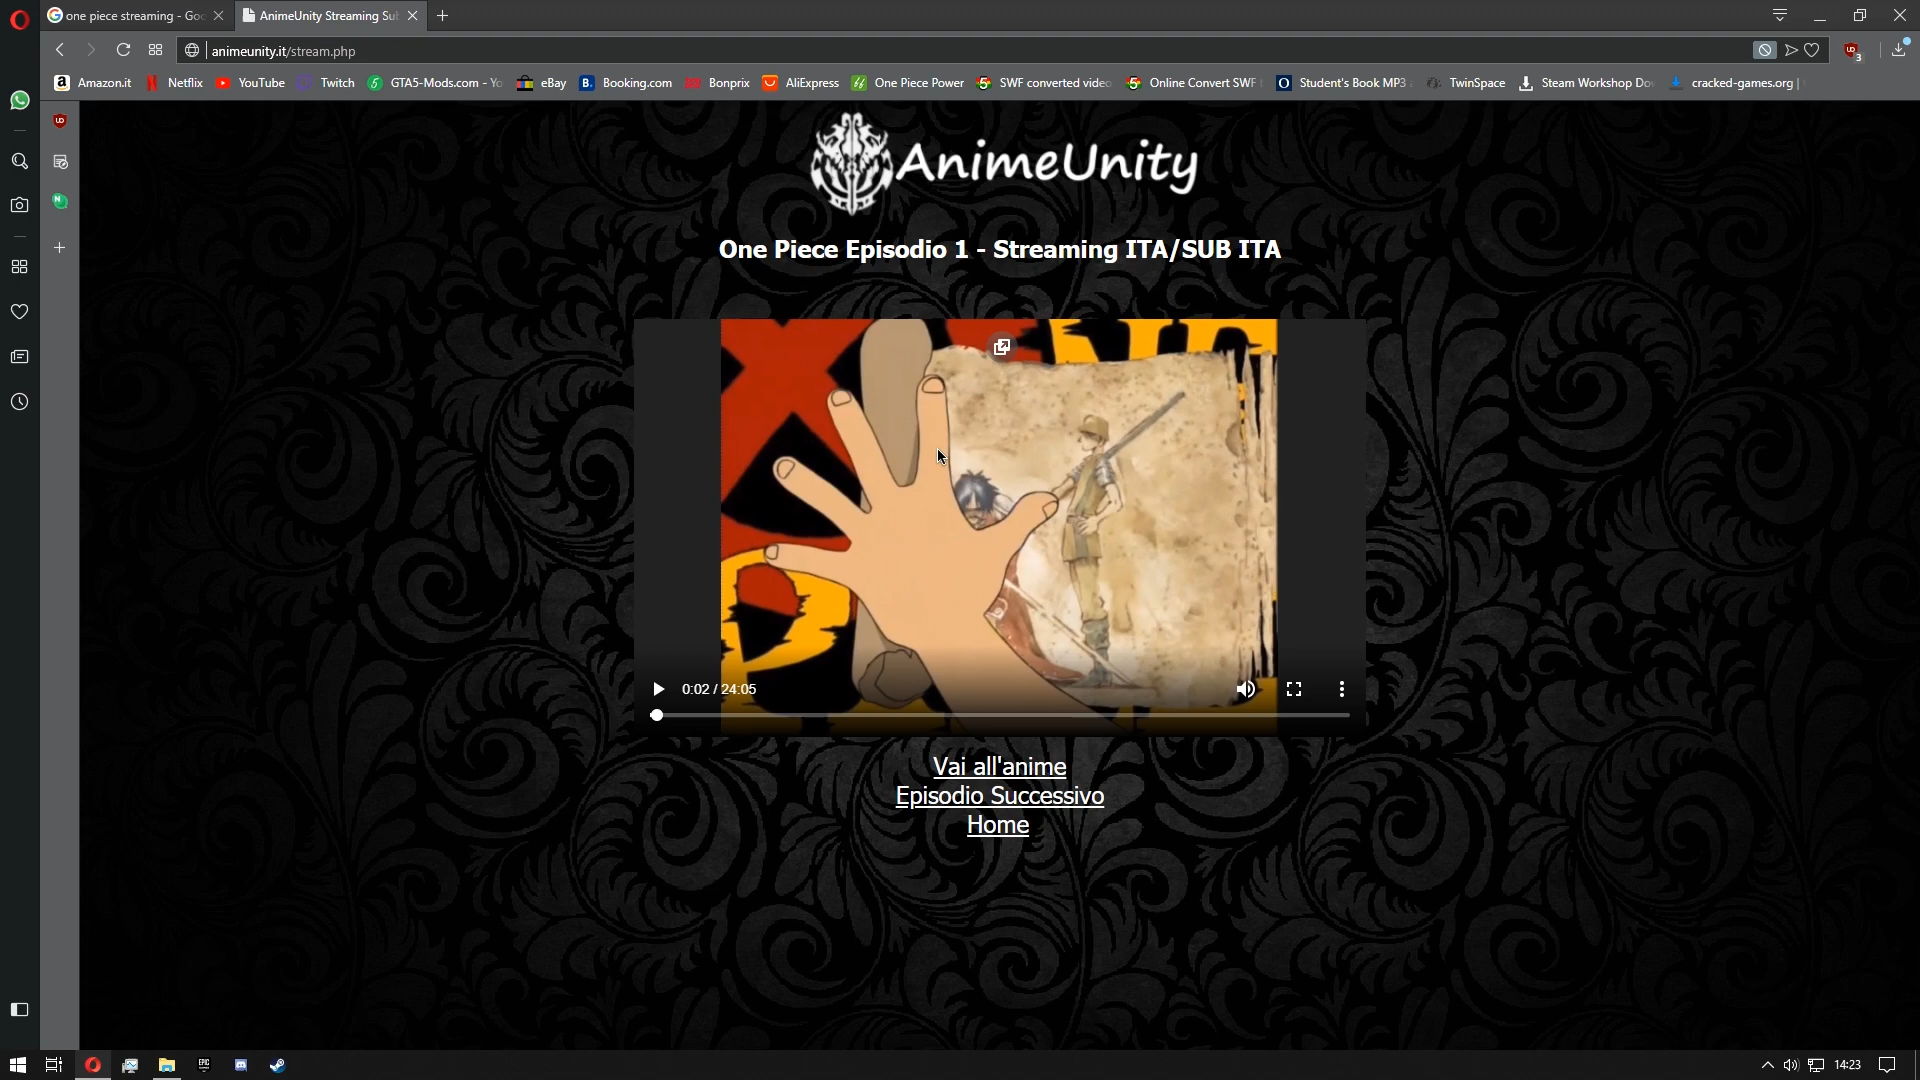 one piece streaming - Goo
AnimeUnity Streaming Sub
animeunity.it/stream.php
3
Amazon.it
Netflix
YouTube
Twitch
GTA5-Mods.com - Yo
eBay
Booking.com
Bonprix
AliExpress
One Piece Power
SWF converted video
Online Convert SWF
Student's Book MP3
TwinSpace
Steam Workshop Dow
cracked-games.org |
AnimeUnity
One Piece Episodio 1 - Streaming ITA/SUB ITA
0:02 / 24:05
Vai all'anime
Episodio Successivo
Home
14:23